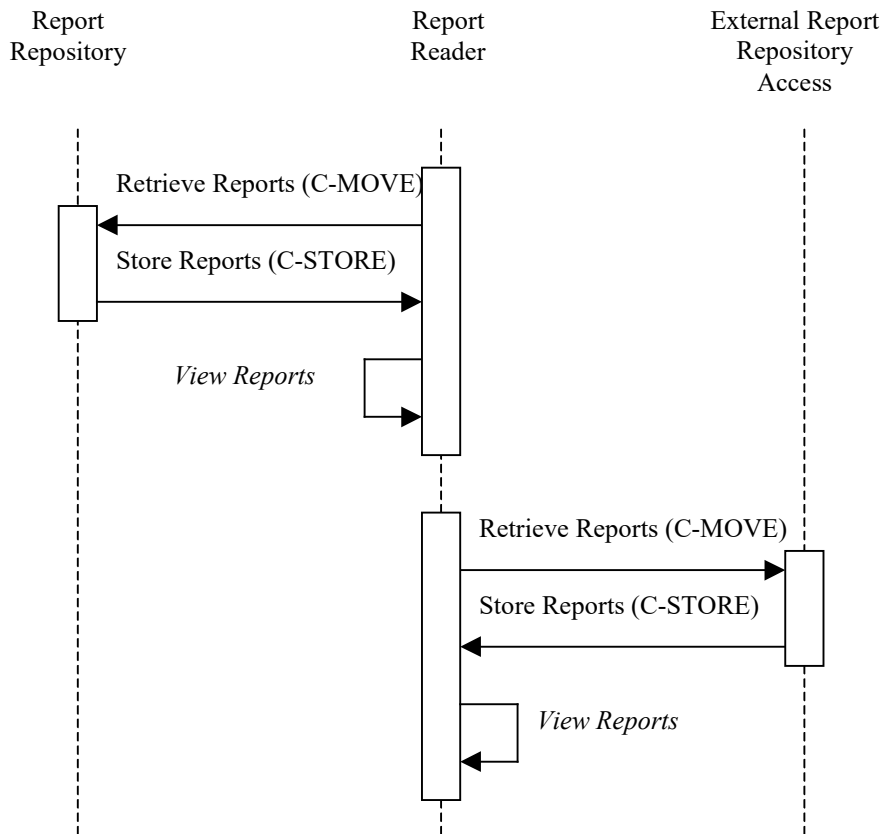 Report
Repository
Report
Reader
External Report
Repository
Access
Retrieve Reports (C-MOVE)
Store Reports (C-STORE)
View Reports
Retrieve Reports (C-MOVE)
Store Reports (C-STORE)
View Reports